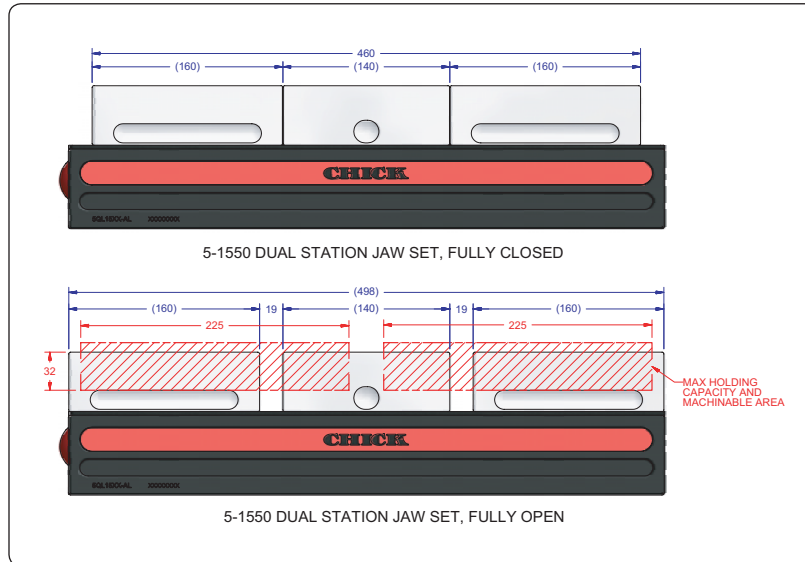 460
(160)
(140)
(160)
CHICK
5-1550 DUAL STATION JAW SET, FULLY CLOSED
(498)
(160)
19
(140)
19
(160)
225
225
32
MAX HOLDING
CAPACITY AND
MACHINABLE AREA
CHICK
5-1550 DUAL STATION JAW SET, FULLY OPEN